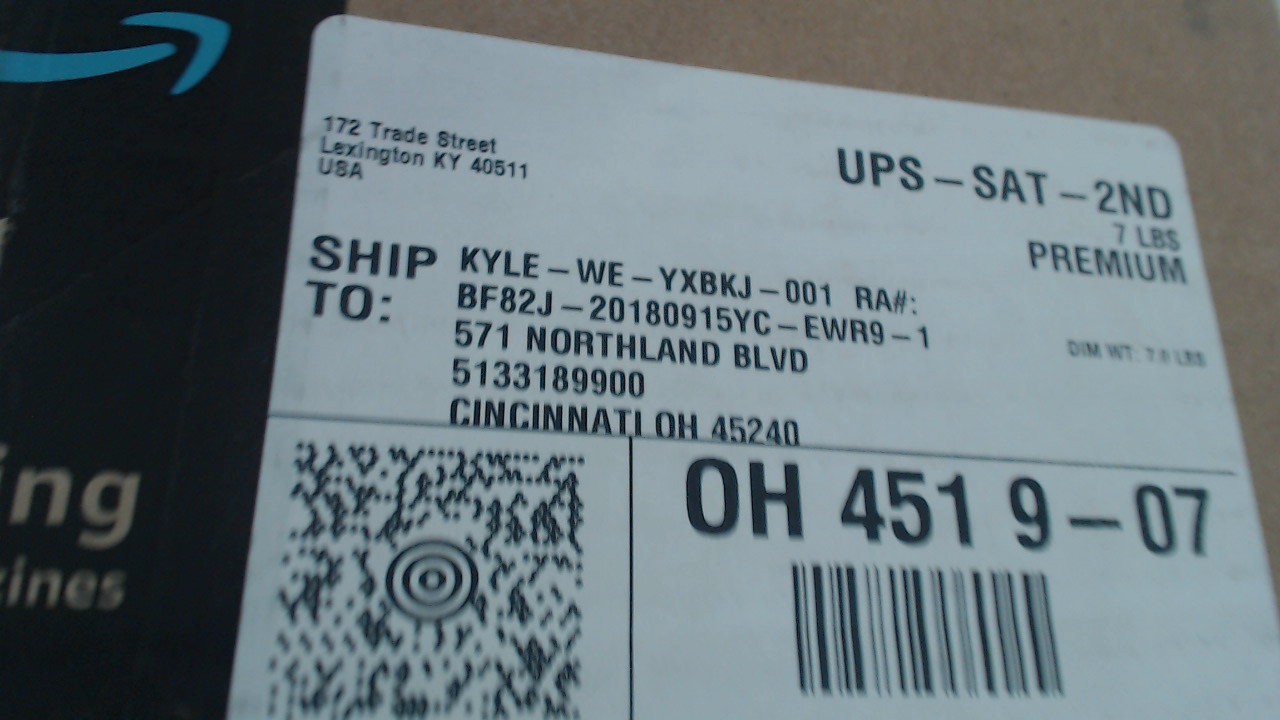 172 Trade Street
Lexington KY 40511
USA
UPS-SAT-2ND
7 LBS
PREMIUM
SHIP TO:
KYLE-WE-YXBKJ-001 RA#:
BF82J-20180915YC-EWR9-1
571 NORTHLAND BLVD
5133189900
CINCINNATI OH 45240
DIM WT: 7.0 LBS
OH 451 9-07
ing
zines